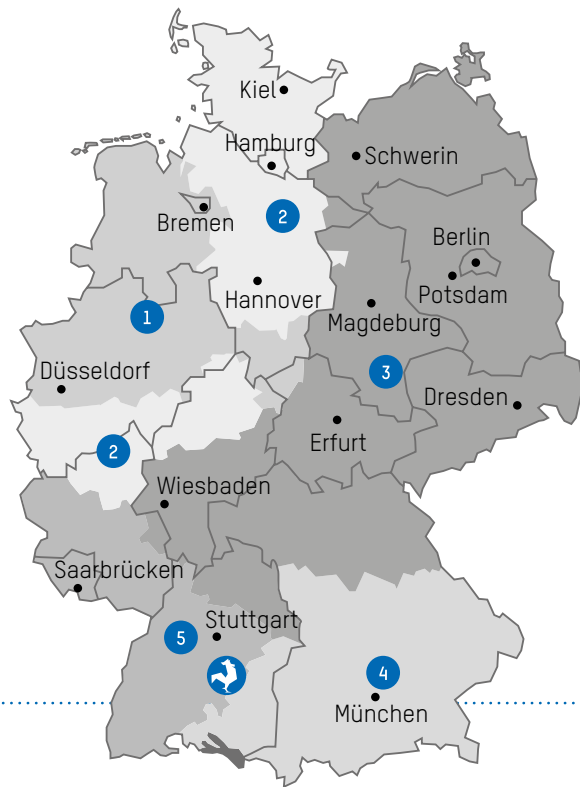 Kiel
Hamburg
Schwerin
Bremen
2
Berlin
Hannover
Potsdam
1
Magdeburg
Düsseldorf
3
Dresden
Erfurt
2
Wiesbaden
Saarbrücken
Stuttgart
5
4
München